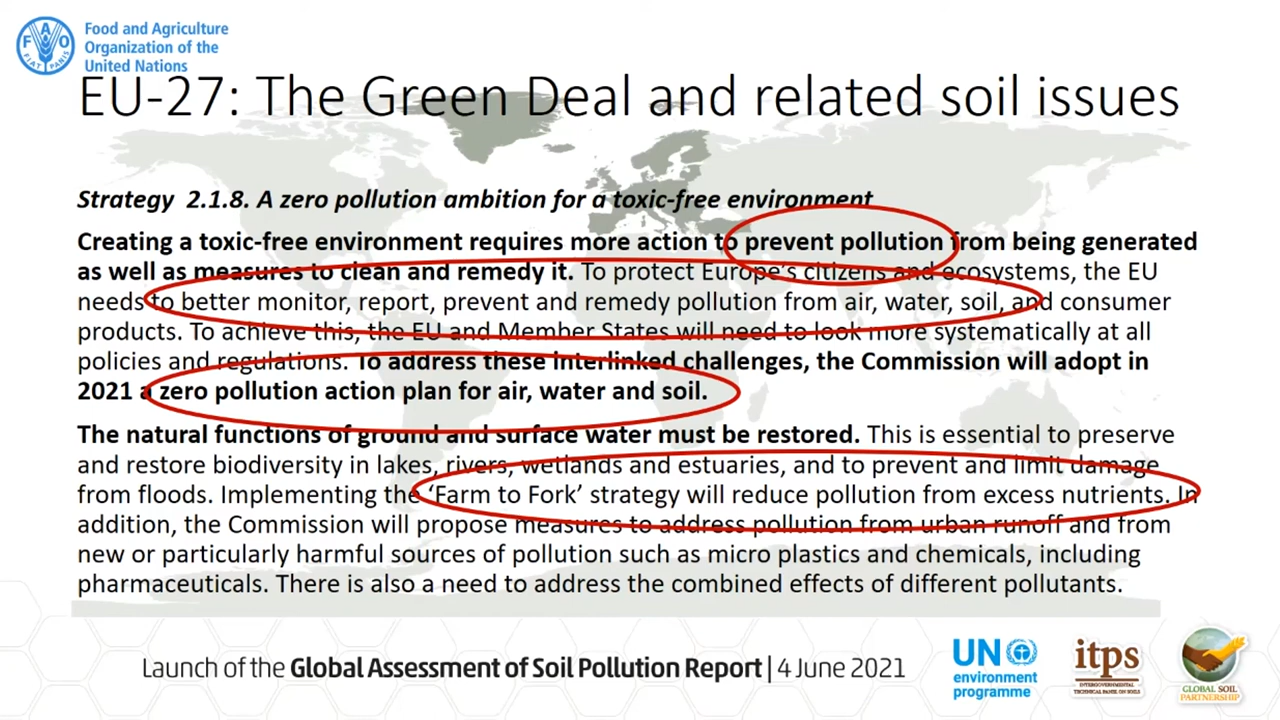 Food and Agriculture
Organization of the
United Nations
F A O
FIAT PANIS
EU-27: The Green Deal and related soil issues
Strategy 2.1.8. A zero pollution ambition for a toxic-free environment
Creating a toxic-free environment requires more action to prevent pollution from being generated
as well as measures to clean and remedy it. To protect Europe's citizens and ecosystems, the EU
needs to better monitor, report, prevent and remedy pollution from air, water, soil, and consumer
products. To achieve this, the EU and Member States will need to look more systematically at all
policies and regulations. To address these interlinked challenges, the Commission will adopt in
2021 a zero pollution action plan for air, water and soil.
The natural functions of ground and surface water must be restored. This is essential to preserve
and restore biodiversity in lakes, rivers, wetlands and estuaries, and to prevent and limit damage
from floods. Implementing the ‘Farm to Fork’ strategy will reduce pollution from excess nutrients. In
addition, the Commission will propose measures to address pollution from urban runoff and from
new or particularly harmful sources of pollution such as micro plastics and chemicals, including
pharmaceuticals. There is also a need to address the combined effects of different pollutants.
Launch of the Global Assessment of Soil Pollution Report | 4 June 2021
UN
environment
programme
itps
INTERGOVERNMENTAL
TECHNICAL PANEL ON SOILS
GLOBAL SOIL
PARTNERSHIP